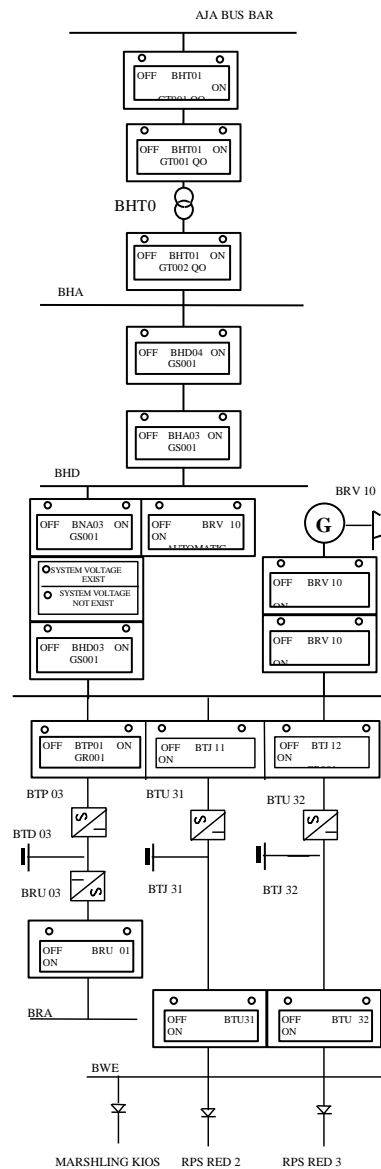 AJA BUS BAR
OFF BHT01
ON
GT001 QO
OFF BHT01 ON
GT001 QO
BHT0
OFF BHT01 ON
GT002 QO
BHA
OFF BHD04 ON
GS001
OFF BHA03 ON
GS001
BHD
BRV 10
OFF BNA03 ON
GS001
OFF BRV 10
ON
AUTOMATIC
G
SYSTEM VOLTAGE
EXIST
SYSTEM VOLTAGE
NOT EXIST
OFF BRV 10
ON
OFF BHD03 ON
GS001
OFF BRV 10
ON
OFF BTP01 ON
GR001
OFF BTJ 11
ON
OFF BTJ 12
ON
BTP 03
BTU 31
BTU 32
S
S
S
BTD 03
BTJ 31
BTJ 32
BRU 03
S
OFF BRU 01
ON
BRA
OFF BTU31
ON
OFF BTU 32
ON
BWE
MARSHLING KIOS RPS RED 2 RPS RED 3